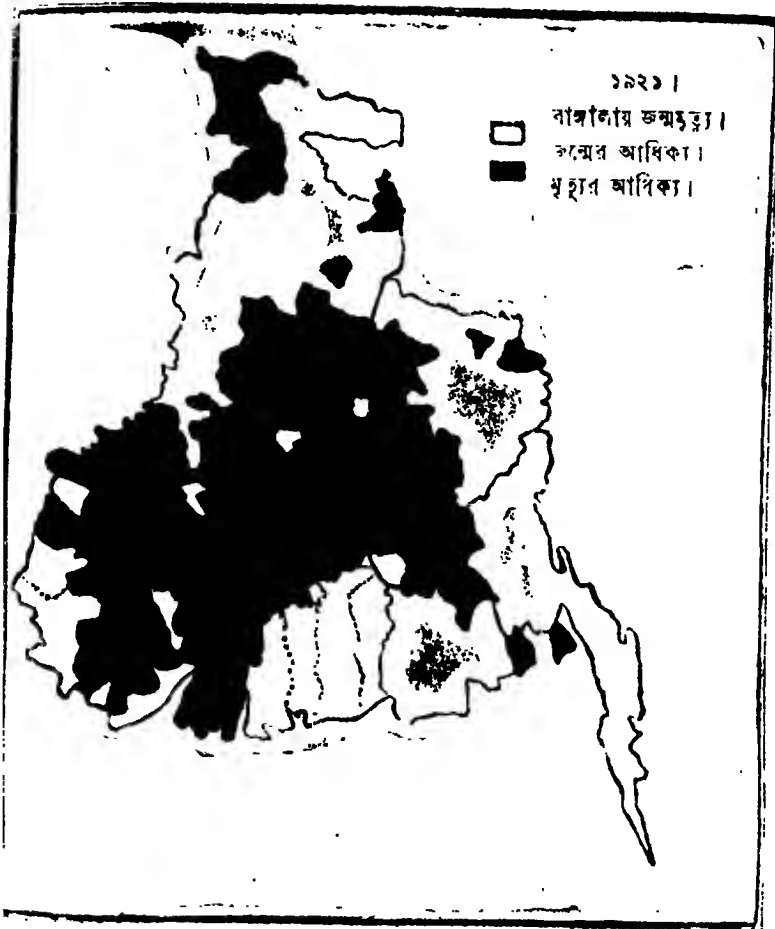 ১৯২১।
বাঙ্গালায় জন্মমৃত্যু।
জন্মের আধিক্য।
মৃত্যুর আধিক্য।